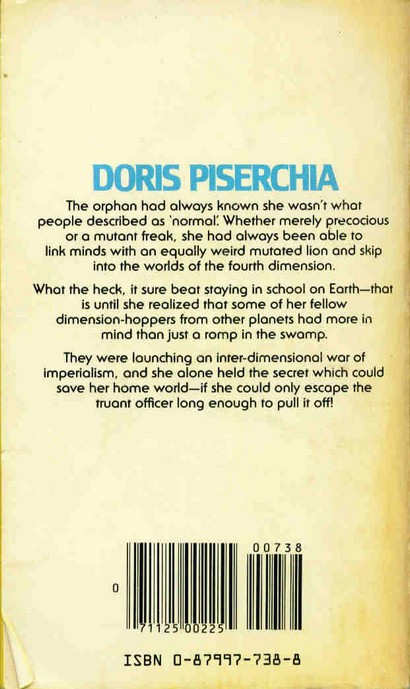 DORIS PISERCHIA
The orphan had always known she wasn't what
people described as 'normal'. Whether merely precocious
or a mutant freak, she had always been able to
link minds with an equally weird mutated lion and skip
into the worlds of the fourth dimension.
What the heck, it sure beat staying in school on Earth—that
is until she realized that some of her fellow
dimension-hoppers from other planets had more in
mind than just a romp in the swamp.
They were launching an inter-dimensional war of
imperialism, and she alone held the secret which could
save her home world—if she could only escape the
truant officer long enough to pull it off!
00738
0
71125 00225
ISBN 0-87997-738-8